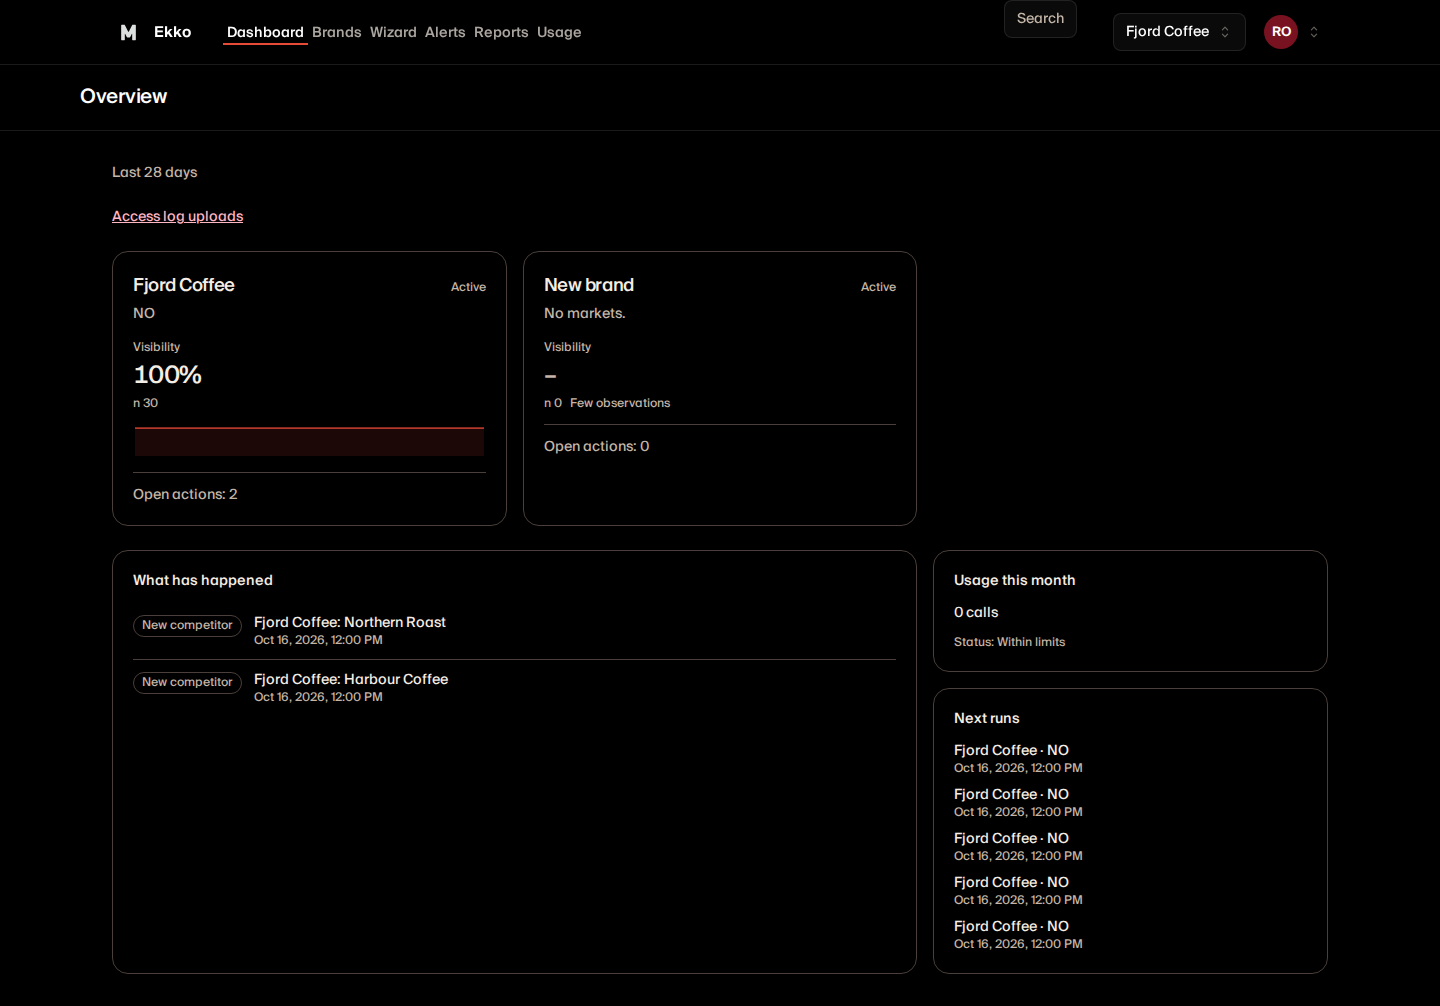 M Ekko Dashboard Brands Wizard Alerts Reports Usage Search Fjord Coffee RO
Overview
Last 28 days
Access log uploads
Fjord Coffee Active
NO
Visibility
100%
n 30
Open actions: 2
New brand Active
No markets.
Visibility
–
n 0 Few observations
Open actions: 0
What has happened
New competitor Fjord Coffee: Northern Roast
Oct 16, 2026, 12:00 PM
New competitor Fjord Coffee: Harbour Coffee
Oct 16, 2026, 12:00 PM
Usage this month
0 calls
Status: Within limits
Next runs
Fjord Coffee · NO
Oct 16, 2026, 12:00 PM
Fjord Coffee · NO
Oct 16, 2026, 12:00 PM
Fjord Coffee · NO
Oct 16, 2026, 12:00 PM
Fjord Coffee · NO
Oct 16, 2026, 12:00 PM
Fjord Coffee · NO
Oct 16, 2026, 12:00 PM